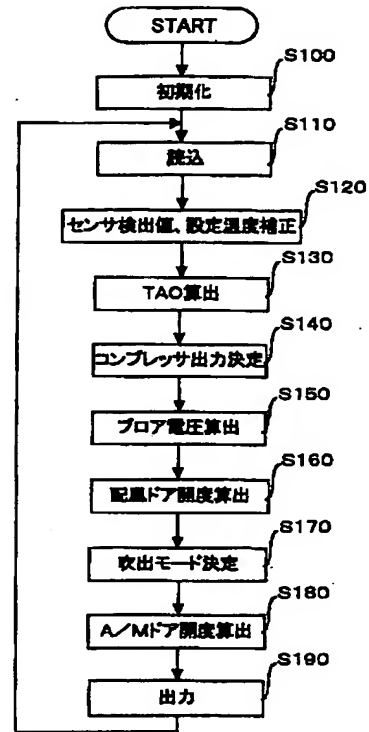 START
S100
初期化
S110
読込
S120
センサ検出値、設定温度補正
S130
TAO算出
S140
コンプレッサ出力決定
S150
ブロア電圧算出
S160
配風ドア開度算出
S170
吹出モード決定
S180
A/Mドア開度算出
S190
出力